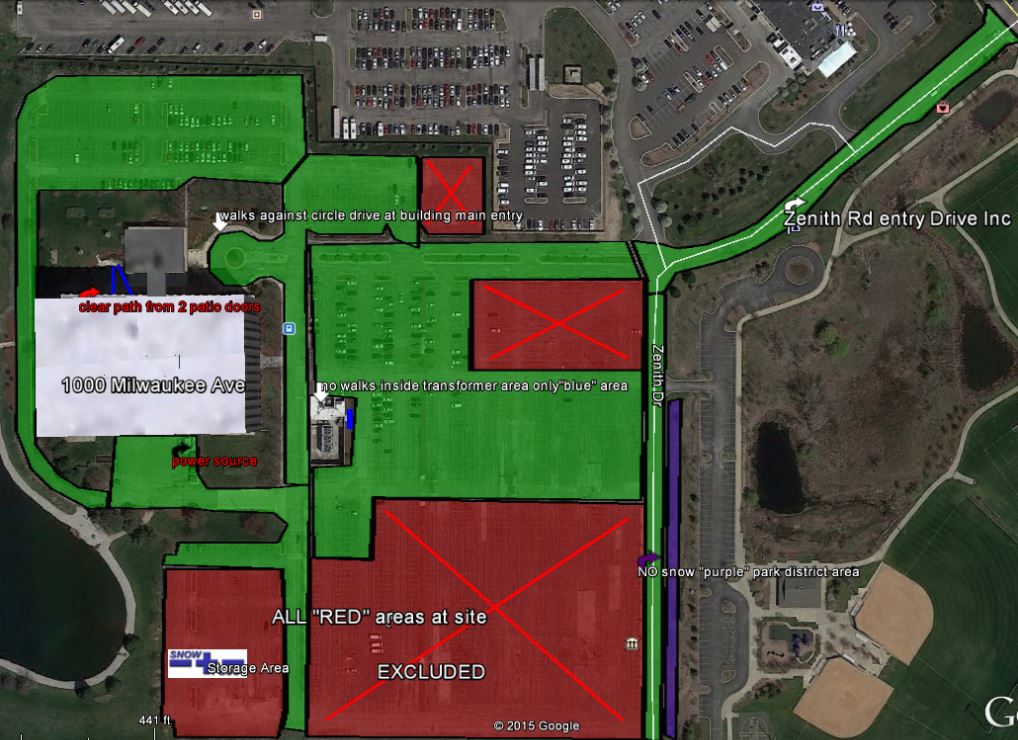 walks against circle drive at building main entry
Zenith Rd entry Drive Inc
clear path from 2 patio doors
1000 Milwaukee Ave
no walks inside transformer area only"blue" area
Zenith Dr
power source
NO snow "purple" park district area
ALL "RED" areas at site
EXCLUDED
SNOW
Storage Area
441 ft
© 2015 Google
Go